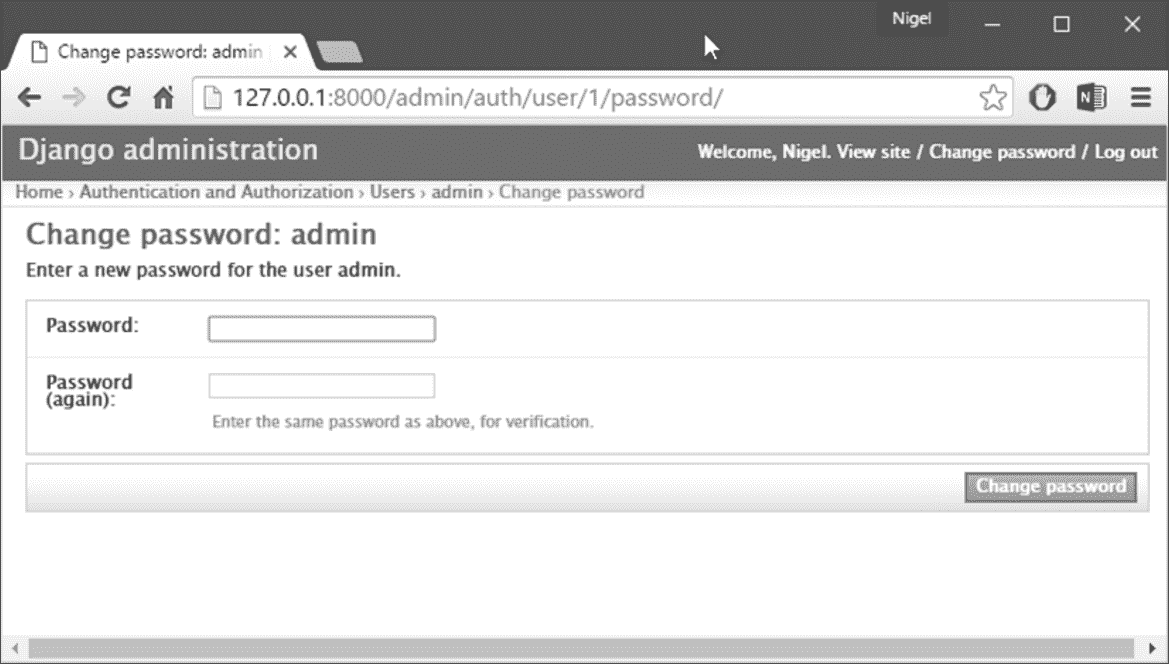 Nigel
Change password: admin
127.0.0.1:8000/admin/auth/user/1/password/
N
Django administration
Welcome, Nigel. View site / Change password / Log out
Home › Authentication and Authorization › Users › admin › Change password
Change password: admin
Enter a new password for the user admin.
Password:
Password
(again):
Enter the same password as above, for verification.
Change password